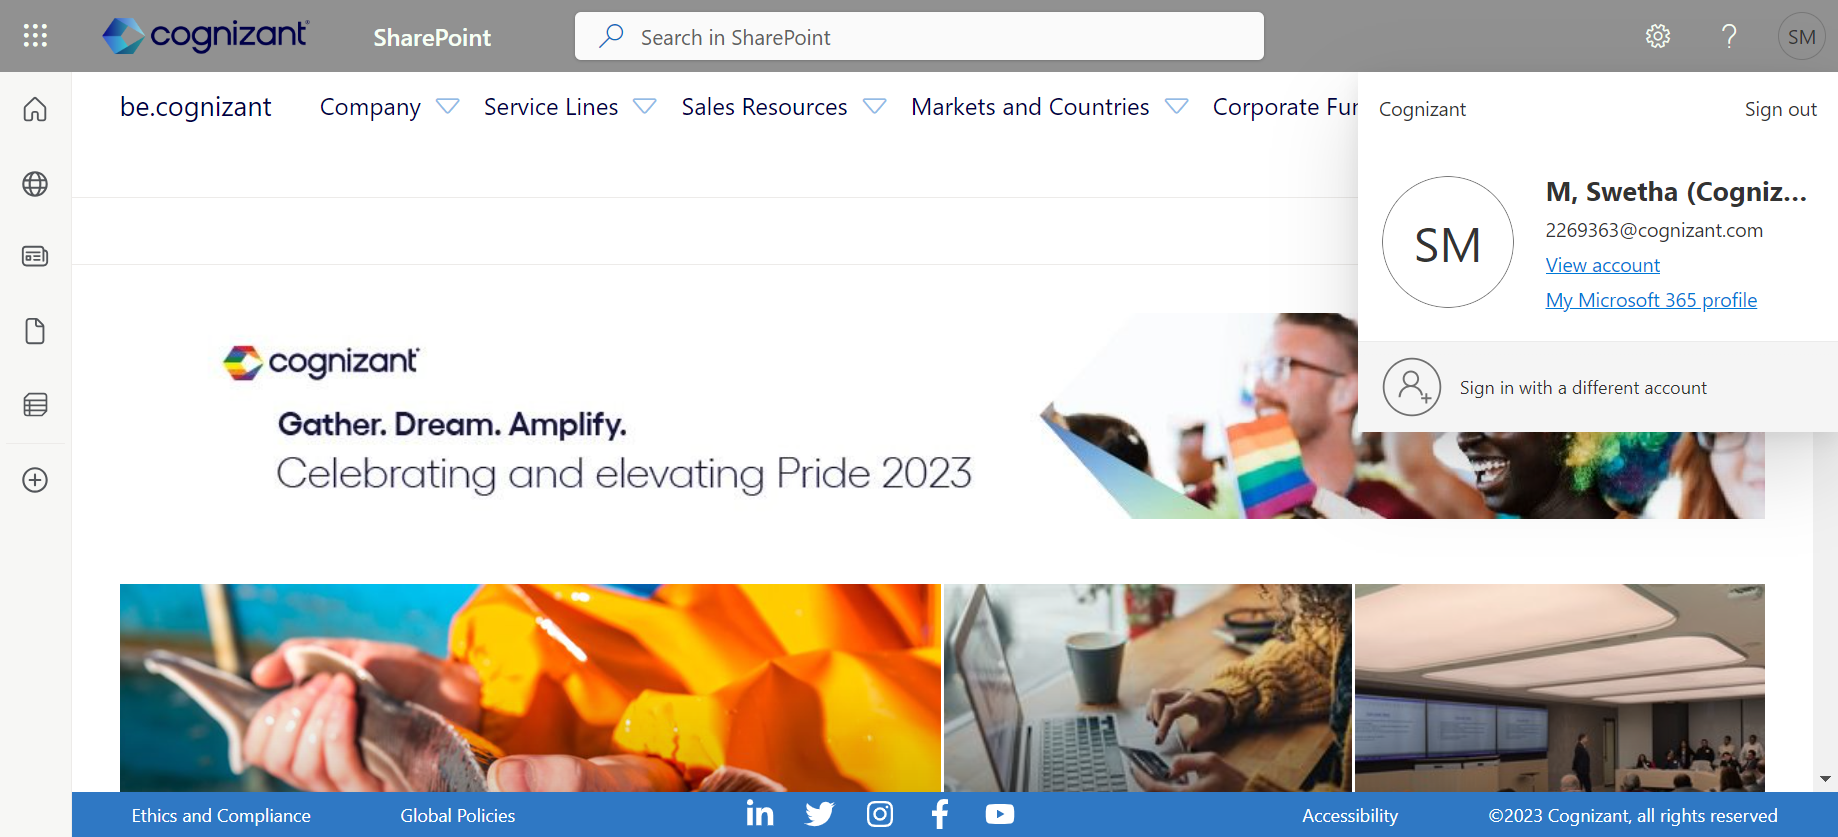 cognizant
SharePoint
Search in SharePoint
SM
be.cognizant
Company
Service Lines
Sales Resources
Markets and Countries
Corporate Fun
Cognizant
Sign out
SM
M, Swetha (Cogniz...
2269363@cognizant.com
View account
My Microsoft 365 profile
Sign in with a different account
cognizant
Gather. Dream. Amplify.
Celebrating and elevating Pride 2023
Ethics and Compliance
Global Policies
Accessibility
©2023 Cognizant, all rights reserved